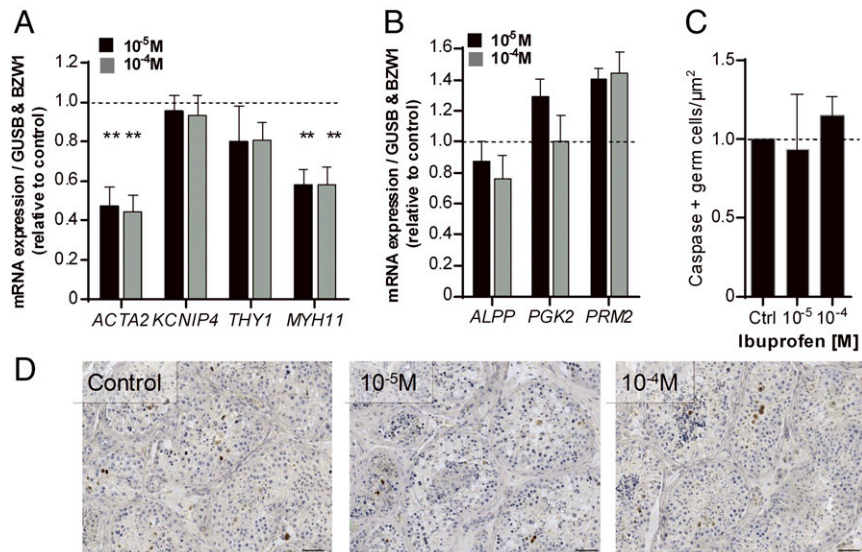 A
10⁻⁵M
10⁻⁴M
mRNA expression / GUSB & BZW1
(relative to control)
1.2
1.0
0.8
0.6
0.4
0.2
0
** **
** **
ACTA2 KCNIP4 THY1 MYH11
B
10⁻⁵M
10⁻⁴M
mRNA expression / GUSB & BZW1
(relative to control)
1.6
1.4
1.2
1.0
0.8
0.6
0.4
0.2
0
ALPP PGK2 PRM2
C
Caspase + germ cells/µm²
1.5
1.0
0.5
0
Ctrl 10⁻⁵ 10⁻⁴
Ibuprofen [M]
D
Control
10⁻⁵M
10⁻⁴M